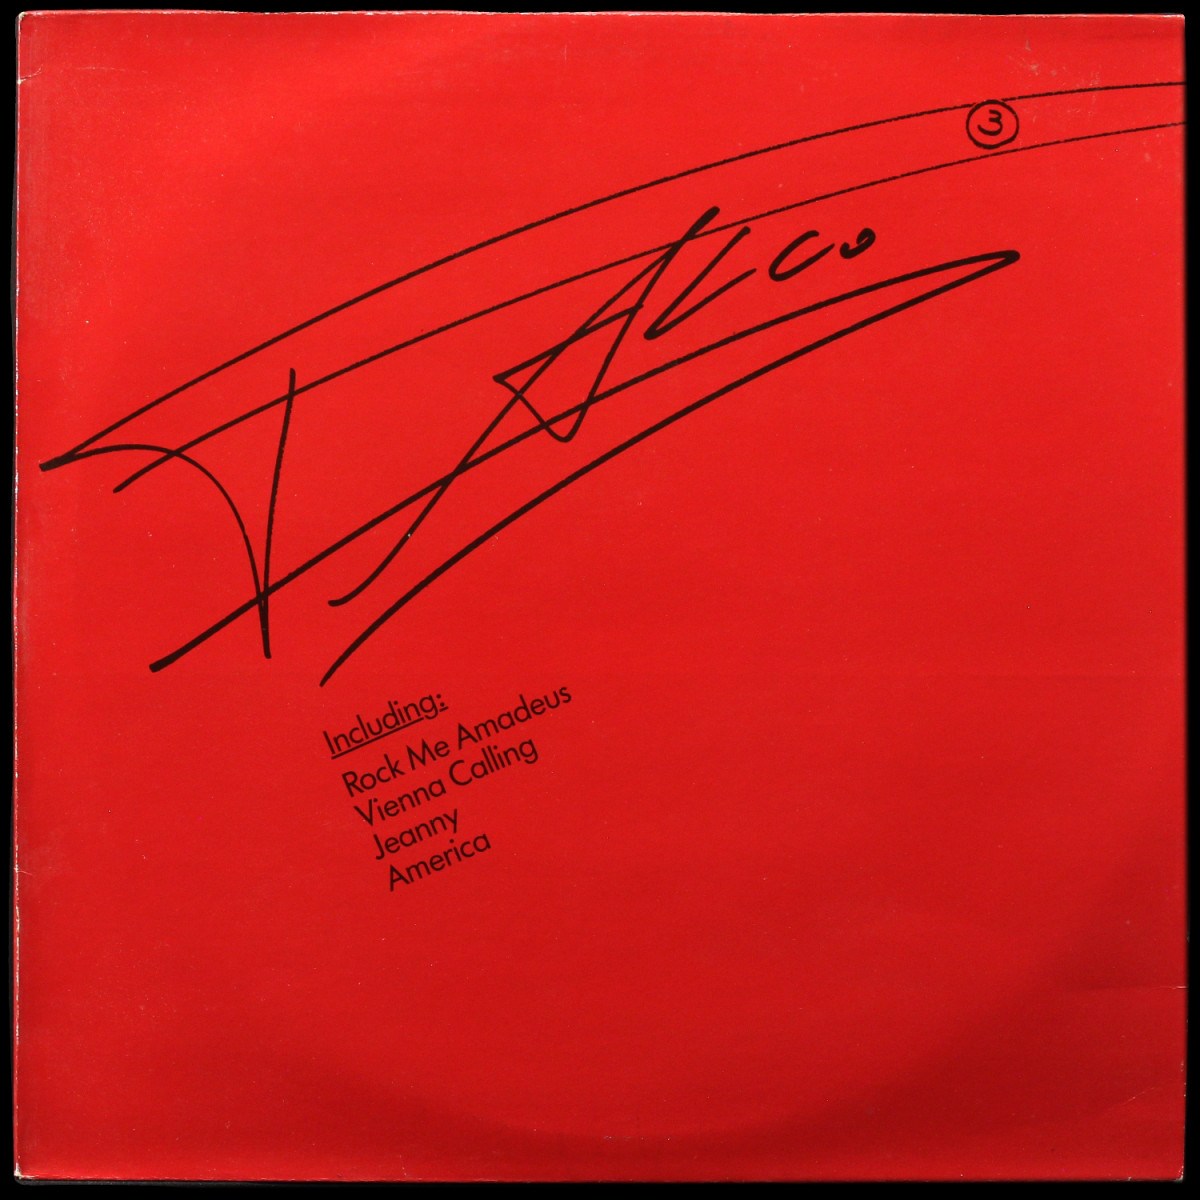 3
FALCO
Including:
Rock Me Amadeus
Vienna Calling
Jeanny
America